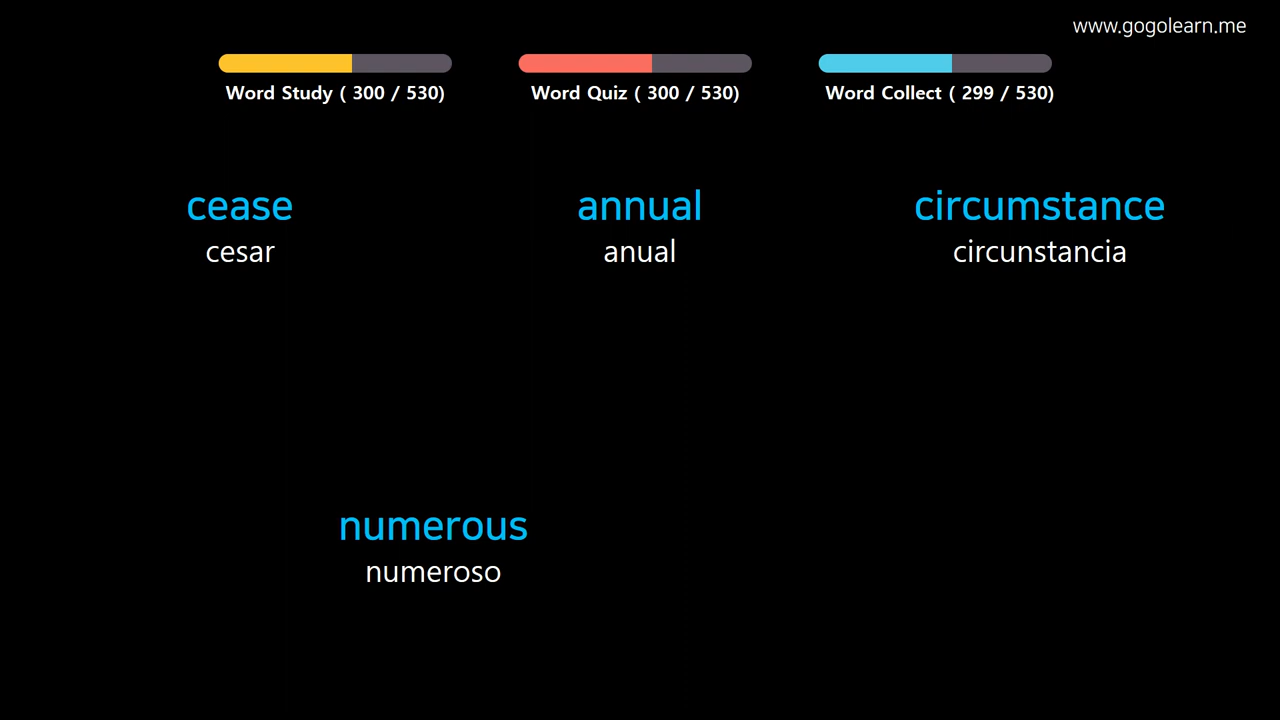 www.gogolearn.me
Word Study ( 300 / 530)
Word Quiz ( 300 / 530)
Word Collect ( 299 / 530)
cease
cesar
annual
anual
circumstance
circunstancia
numerous
numeroso